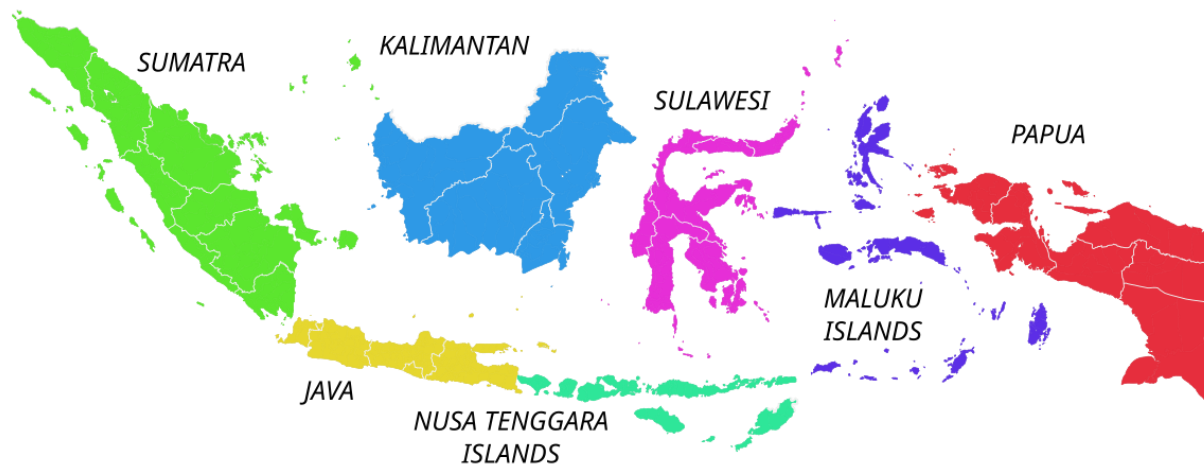 SUMATRA
KALIMANTAN
SULAWESI
PAPUA
MALUKU
ISLANDS
JAVA
NUSA TENGGARA
ISLANDS